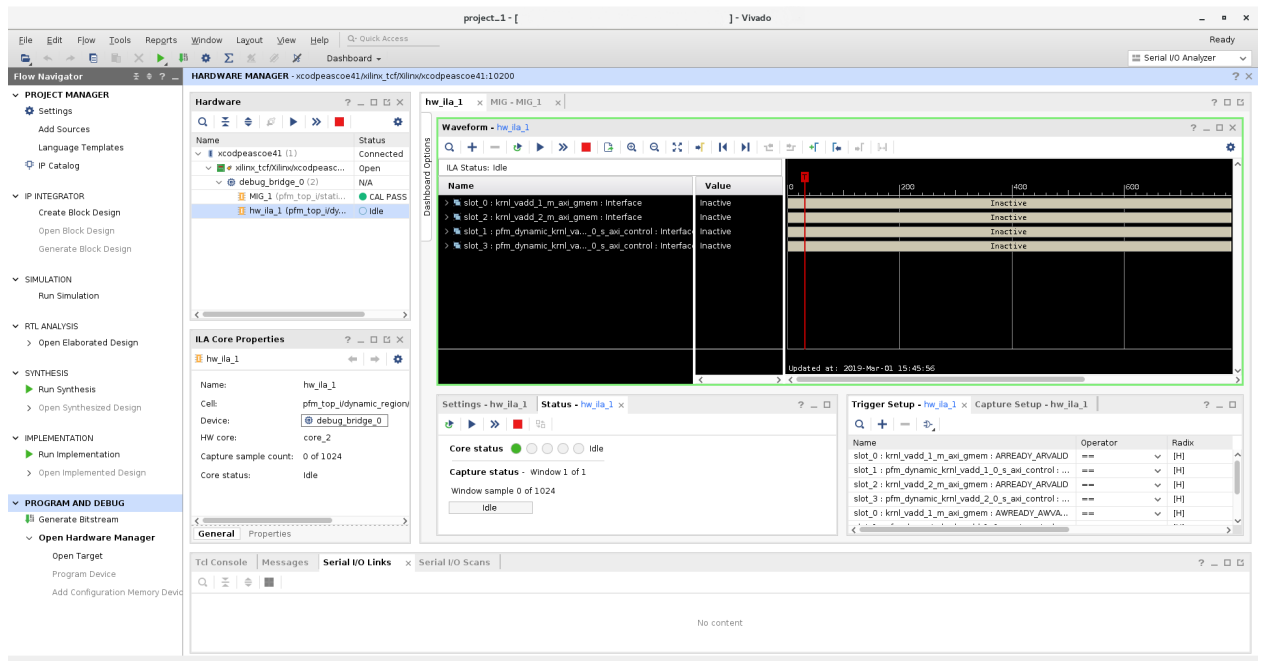 project_1 - [ ] - Vivado
File Edit Flow Tools Reports Window Layout View Help Q- Quick Access Ready
Dashboard Serial I/O Analyzer
Flow Navigator
HARDWARE MANAGER - xcodpeascoe41/xilinx_tcf/Xilinx/xcodpeascoe41:10200
PROJECT MANAGER
Settings
Add Sources
Language Templates
IP Catalog
IP INTEGRATOR
Create Block Design
Open Block Design
Generate Block Design
SIMULATION
Run Simulation
RTL ANALYSIS
Open Elaborated Design
SYNTHESIS
Run Synthesis
Open Synthesized Design
IMPLEMENTATION
Run Implementation
Open Implemented Design
PROGRAM AND DEBUG
Generate Bitstream
Open Hardware Manager
Open Target
Program Device
Add Configuration Memory Devic
Hardware
Name Status
xcodpeascoe41 (1) Connected
xilinx_tcf/Xilinx/xcodpeasc... Open
debug_bridge_0 (2) N/A
MIG_1 (pfm_top_i/stati... CAL PASS
hw_ila_1 (pfm_top_i/dy... Idle
ILA Core Properties
hw_ila_1
Name: hw_ila_1
Cell: pfm_top_i/dynamic_region/
Device: debug_bridge_0
HW core: core_2
Capture sample count: 0 of 1024
Core status: Idle
General Properties
hw_ila_1 MIG - MIG_1
Dashboard Options
Waveform - hw_ila_1
ILA Status: Idle
Name Value
0 200 400 600
slot_0 : krnl_vadd_1_m_axi_gmem : Interface Inactive Inactive
slot_2 : krnl_vadd_2_m_axi_gmem : Interface Inactive Inactive
slot_1 : pfm_dynamic_krnl_va..._0_s_axi_control : Interfac Inactive Inactive
slot_3 : pfm_dynamic_krnl_va..._0_s_axi_control : Interfac Inactive Inactive
Updated at: 2019-Mar-01 15:45:56
Settings - hw_ila_1 Status - hw_ila_1
Core status Idle
Capture status - Window 1 of 1
Window sample 0 of 1024
Idle
Trigger Setup - hw_ila_1 Capture Setup - hw_ila_1
Name Operator Radix
slot_0 : krnl_vadd_1_m_axi_gmem : ARREADY_ARVALID == [H]
slot_1 : pfm_dynamic_krnl_vadd_1_0_s_axi_control : ... == [H]
slot_2 : krnl_vadd_2_m_axi_gmem : ARREADY_ARVALID == [H]
slot_3 : pfm_dynamic_krnl_vadd_2_0_s_axi_control : ... == [H]
slot_0 : krnl_vadd_1_m_axi_gmem : AWREADY_AWVA... == [H]
Tcl Console Messages Serial I/O Links Serial I/O Scans
No content